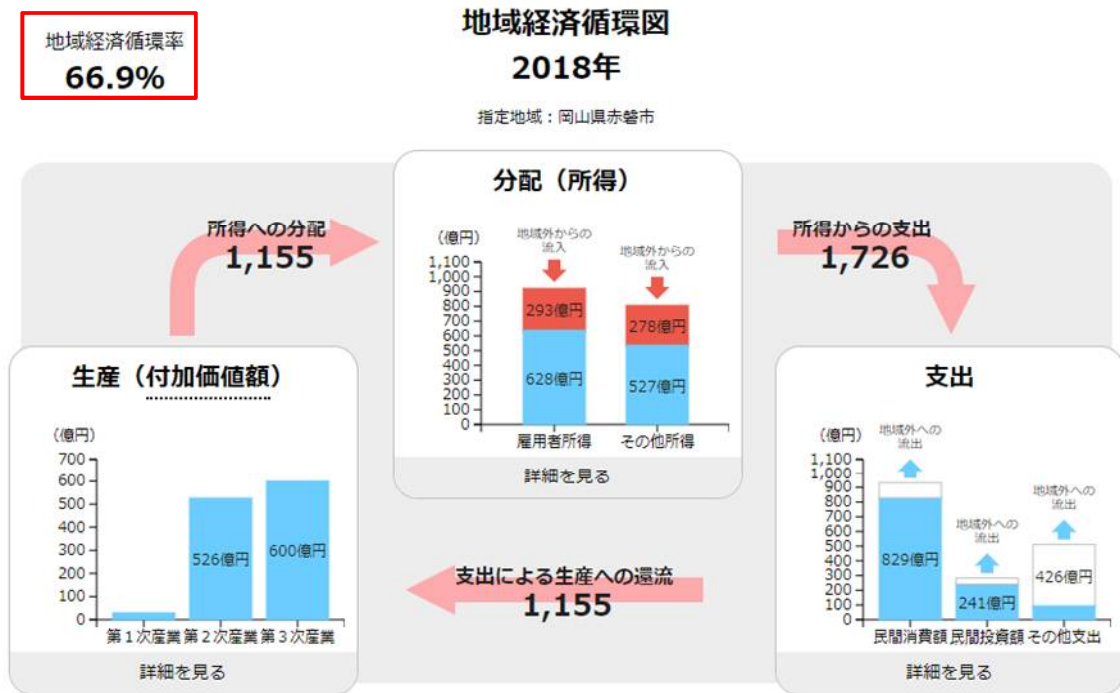 地域経済循環率
66.9%
地域経済循環図
2018年
指定地域：岡山県赤磐市
所得への分配
1,155
分配（所得）
（億円）
地域外からの
流入
地域外からの
流入
1,100
1,000
900
800
700
600
500
400
300
200
100
0
293億円
278億円
628億円
527億円
雇用者所得
その他所得
詳細を見る
所得からの支出
1,726
生産（付加価値額）
（億円）
700
600
500
400
300
200
100
0
526億円
600億円
第１次産業
第２次産業
第３次産業
詳細を見る
支出による生産への還流
1,155
支出
（億円）
地域外への
流出
地域外への
流出
地域外への
流出
1,100
1,000
900
800
700
600
500
400
300
200
100
0
829億円
241億円
426億円
民間消費額
民間投資額
その他支出
詳細を見る